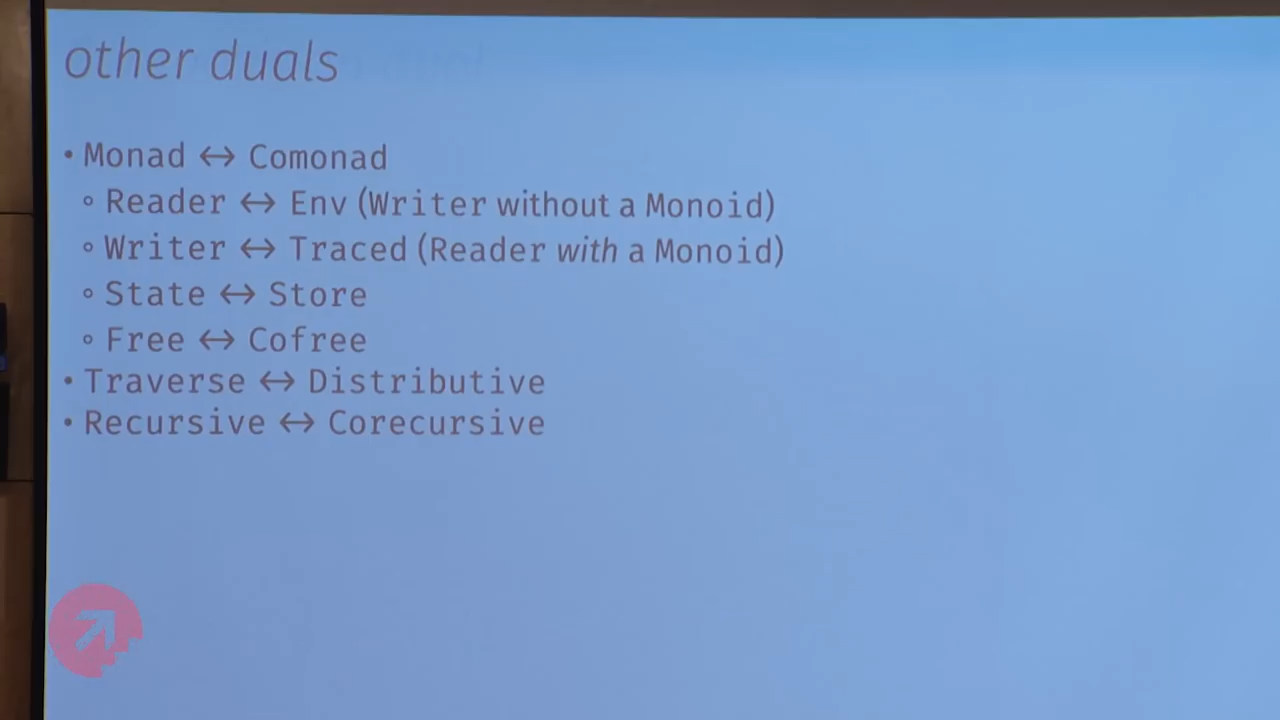 other duals
• Monad ↔ Comonad
◦ Reader ↔ Env (Writer without a Monoid)
◦ Writer ↔ Traced (Reader with a Monoid)
◦ State ↔ Store
◦ Free ↔ Cofree
• Traverse ↔ Distributive
• Recursive ↔ Corecursive